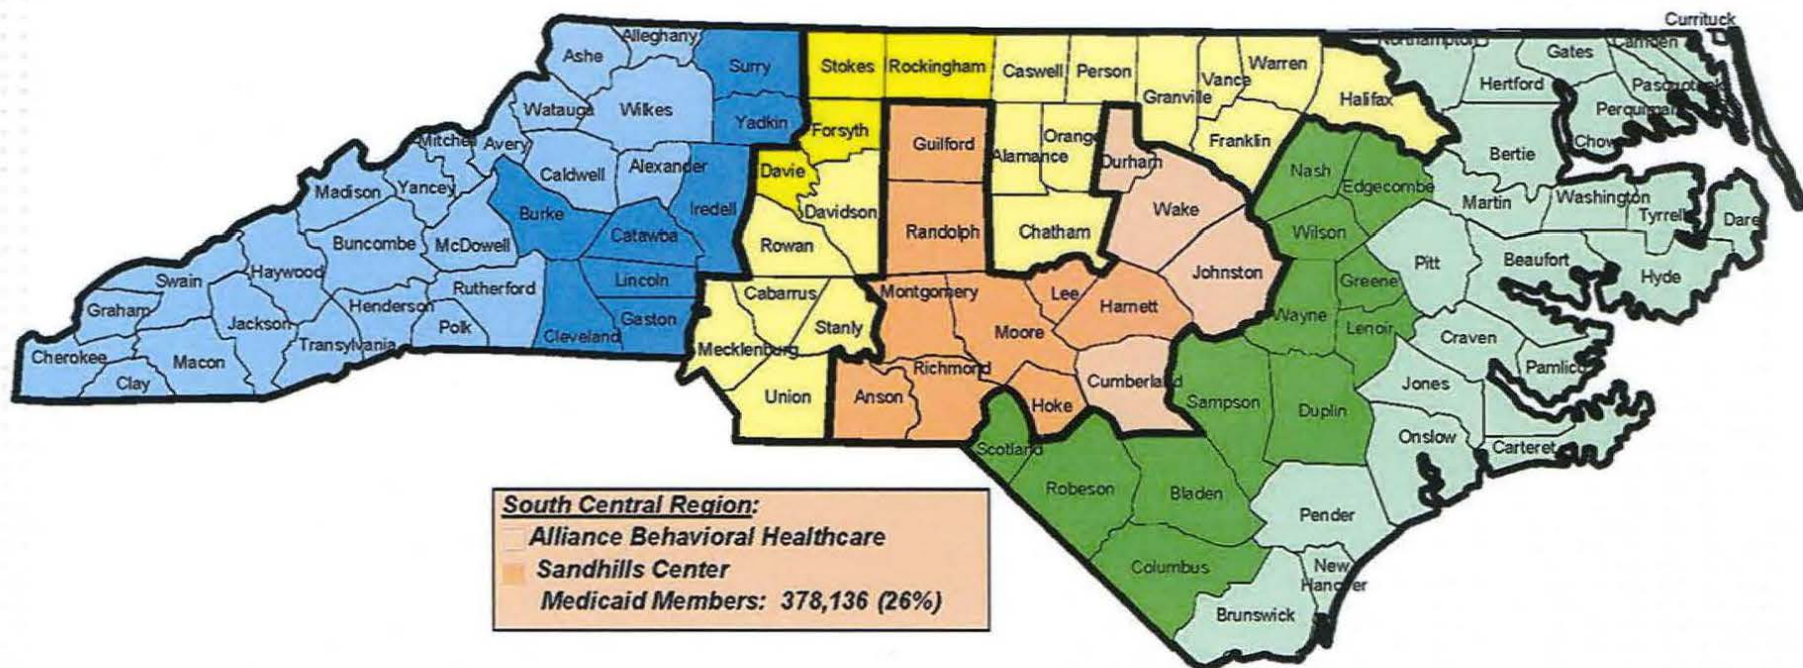 Currituck
Alleghany
Northampton
Camden
Ashe
Gates
Surry
Stokes
Rockingham
Caswell
Person
Vance
Warren
Hertford
Granville
Halifax
Watauga
Wilkes
Yadkin
Forsyth
Franklin
Mitchell
Avery
Guilford
Orange
Alamance
Durham
Bertie
Alexander
Caldwell
Davie
Nash
Edgecombe
Madison
Yancey
Iredell
Davidson
Wake
Martin
Washington
Tyrrell
Dare
Burke
Catawba
Rowan
Randolph
Chatham
Wilson
Buncombe
McDowell
Pitt
Beaufort
Hyde
Swain
Haywood
Lincoln
Johnston
Greene
Rutherford
Cabarrus
Montgomery
Lee
Harnett
Graham
Henderson
Jackson
Polk
Gaston
Stanly
Moore
Wayne
Lenoir
Cleveland
Transylvania
Craven
Cherokee
Macon
Mecklenburg
Richmond
Pamlico
Clay
Cumberland
Jones
Union
Anson
Hoke
Sampson
Duplin
Onslow
Scotland
Carteret
Robeson
Bladen
Pender
Columbus
New
Hanover
Brunswick
South Central Region:
Alliance Behavioral Healthcare
Sandhills Center
Medicaid Members: 378,136 (26%)